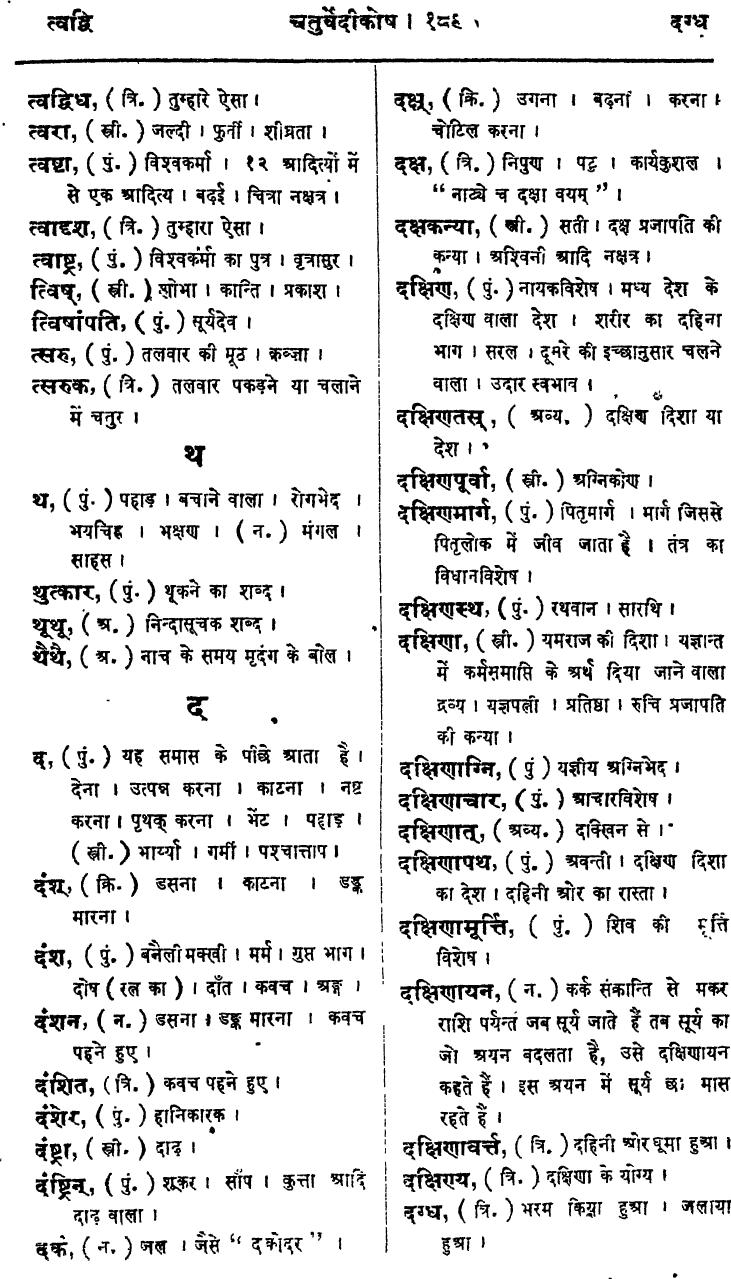 त्वद्वि चतुर्वेदीकोष। १८६ दग्ध
त्वद्विध, ( त्रि. ) तुम्हारे ऐसा।
त्वरा, ( स्त्री. ) जल्दी । फुर्ती । शीघ्रता ।
त्वष्टा, ( पुं. ) विश्वकर्मा । १२ आदित्यों में
से एक आदित्य । बढ़ई । चित्रा नक्षत्र ।
त्वादृश, ( त्रि. ) तुम्हारा ऐसा ।
त्वाष्ट्र, ( पुं. ) विश्वकर्मा का पुत्र । वृत्रासुर ।
त्विष्, ( स्त्री. ) शोभा । कान्ति । प्रकाश ।
त्विषांपति, ( पुं. ) सूर्यदेव ।
त्सरु, ( पुं. ) तलवार की मूठ । क़ब्ज़ा ।
त्सरुक, ( त्रि. ) तलवार पकड़ने या चलाने
में चतुर ।
थ
थ, ( पुं. ) पहाड़ । बचाने वाला । रोगभेद ।
भयचिह्न । भक्षण । ( न. ) मंगल ।
साहस ।
थुत्कार, ( पुं. ) थूकने का शब्द ।
थूथू, ( अ. ) निन्दासूचक शब्द ।
थैथै, ( अ. ) नाच के समय मृदंग के बोल ।
द
द, ( पुं. ) यह समास के पीछे आता है ।
देना । उत्पन्न करना । काटना । नष्ट
करना । पृथक् करना । भेंट । पहाड़ ।
( स्त्री. ) भार्य्या । गर्मी । पश्चात्ताप ।
दंश्, ( क्रि. ) डसना । काटना । डङ्क
मारना ।
दंश, ( पुं. ) बनैली मक्खी । मर्म । गुप्त भाग ।
दोष ( रत्न का ) । दाँत । कवच । अङ्ग ।
दंशन, ( न. ) डसना । डङ्क मारना । कवच
पहने हुए ।
दंशित, ( त्रि. ) कवच पहने हुए ।
दंशेर, ( पुं. ) हानिकारक ।
दंष्ट्रा, ( स्त्री. ) दाढ़ ।
दंष्ट्रिन्, ( पुं. ) शूकर । साँप । कुत्ता आदि
दाढ़ वाला ।
दकं, ( न. ) जल । जैसे “ दकोदर ” ।
दक्ष्, ( क्रि. ) उगना । बढ़ना । करना ।
चोटिल करना ।
दक्ष, ( त्रि. ) निपुण । पटु । कार्यकुशल ।
“ नाट्ये च दक्षा वयम् ” ।
दक्षकन्या, ( स्त्री. ) सती । दक्ष प्रजापति की
कन्या । अश्विनी आदि नक्षत्र ।
दक्षिण, ( पुं. ) नायकविशेष । मध्य देश के
दक्षिण वाला देश । शरीर का दहिना
भाग । सरल । दूसरे की इच्छानुसार चलने
वाला । उदार स्वभाव ।
दक्षिणतस्, ( अव्य. ) दक्षिण दिशा या
देश ।
दक्षिणपूर्वा, ( स्त्री. ) अग्निकोण ।
दक्षिणमार्ग, ( पुं. ) पितृमार्ग । मार्ग जिससे
पितृलोक में जीव जाता है । तंत्र का
विधानविशेष ।
दक्षिणस्थ, ( पुं. ) रथवान । सारथि ।
दक्षिणा, ( स्त्री. ) यमराज की दिशा । यज्ञान्त
में कर्मसमाप्ति के अर्थ दिया जाने वाला
द्रव्य । यज्ञपत्नी । प्रतिष्ठा । रुचि प्रजापति
की कन्या ।
दक्षिणाग्नि, ( पुं ) यज्ञीय अग्निभेद ।
दक्षिणाचार, ( पुं. ) आचारविशेष ।
दक्षिणात्, ( अव्य. ) दक्खिन से ।
दक्षिणापथ, ( पुं. ) अवन्ती । दक्षिण दिशा
का देश । दहिनी ओर का रास्ता ।
दक्षिणामूर्त्ति, ( पुं. ) शिव की मूर्त्ति
विशेष ।
दक्षिणायन, ( न. ) कर्क संक्रान्ति से मकर
राशि पर्यन्त जब सूर्य जाते हैं तब सूर्य का
जो अयन बदलता है, उसे दक्षिणायन
कहते हैं । इस अयन में सूर्य छः मास
रहते हैं ।
दक्षिणावर्त्त, ( त्रि. ) दहिनी ओर घूमा हुआ ।
दक्षिण्य, ( त्रि. ) दक्षिणा के योग्य ।
दग्ध, ( त्रि. ) भस्म किया हुआ । जलाया
हुआ ।